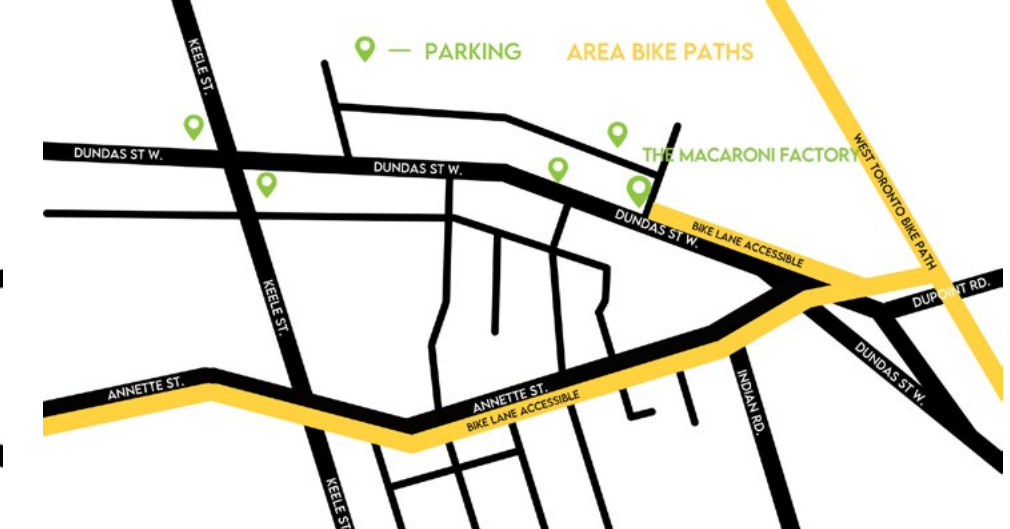 PARKING
AREA BIKE PATHS
KEELE ST.
DUNDAS ST W.
DUNDAS ST W.
THE MACARONI FACTORY
WEST TORONTO BIKE PATH
DUNDAS ST W.
BIKE LANE ACCESSIBLE
KEELE ST.
DUPOINT RD.
ANNETTE ST.
ANNETTE ST.
BIKE LANE ACCESSIBLE
INDIAN RD.
DUNDAS ST W.
KEELE ST